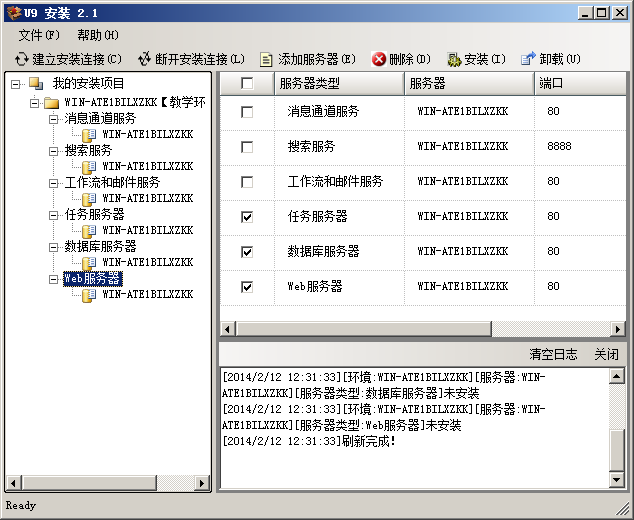 U9 安装 2.1
文件(F) 帮助(H)
建立安装连接(C) 断开安装连接(L) 添加服务器(E) 删除(D) 安装(I) 卸载(U)
我的安装项目
WIN-ATE1BILXZKK【教学环
消息通道服务
WIN-ATE1BILXZKK
搜索服务
WIN-ATE1BILXZKK
工作流和邮件服务
WIN-ATE1BILXZKK
任务服务器
WIN-ATE1BILXZKK
数据库服务器
WIN-ATE1BILXZKK
Web服务器
WIN-ATE1BILXZKK
服务器类型 服务器 端口
消息通道服务 WIN-ATE1BILXZKK 80
搜索服务 WIN-ATE1BILXZKK 8888
工作流和邮件服务 WIN-ATE1BILXZKK 80
任务服务器 WIN-ATE1BILXZKK 80
数据库服务器 WIN-ATE1BILXZKK 80
Web服务器 WIN-ATE1BILXZKK 80
清空日志 关闭
[2014/2/12 12:31:33][环境:WIN-ATE1BILXZKK][服务器:WIN-
ATE1BILXZKK][服务器类型:数据库服务器]未安装
[2014/2/12 12:31:33][环境:WIN-ATE1BILXZKK][服务器:WIN-
ATE1BILXZKK][服务器类型:Web服务器]未安装
[2014/2/12 12:31:33]刷新完成!
Ready